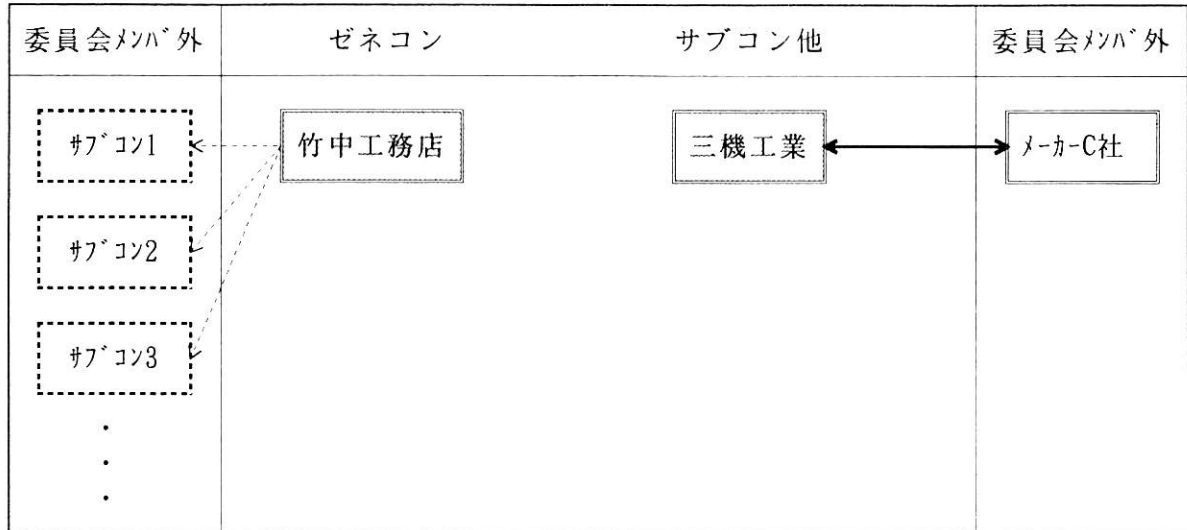 委員会ﾒﾝﾊﾞ外 ゼネコン サブコン他 委員会ﾒﾝﾊﾞ外
ｻﾌﾞｺﾝ1 竹中工務店 三機工業 ﾒｰｶｰC社
ｻﾌﾞｺﾝ2
ｻﾌﾞｺﾝ3
・
・
・